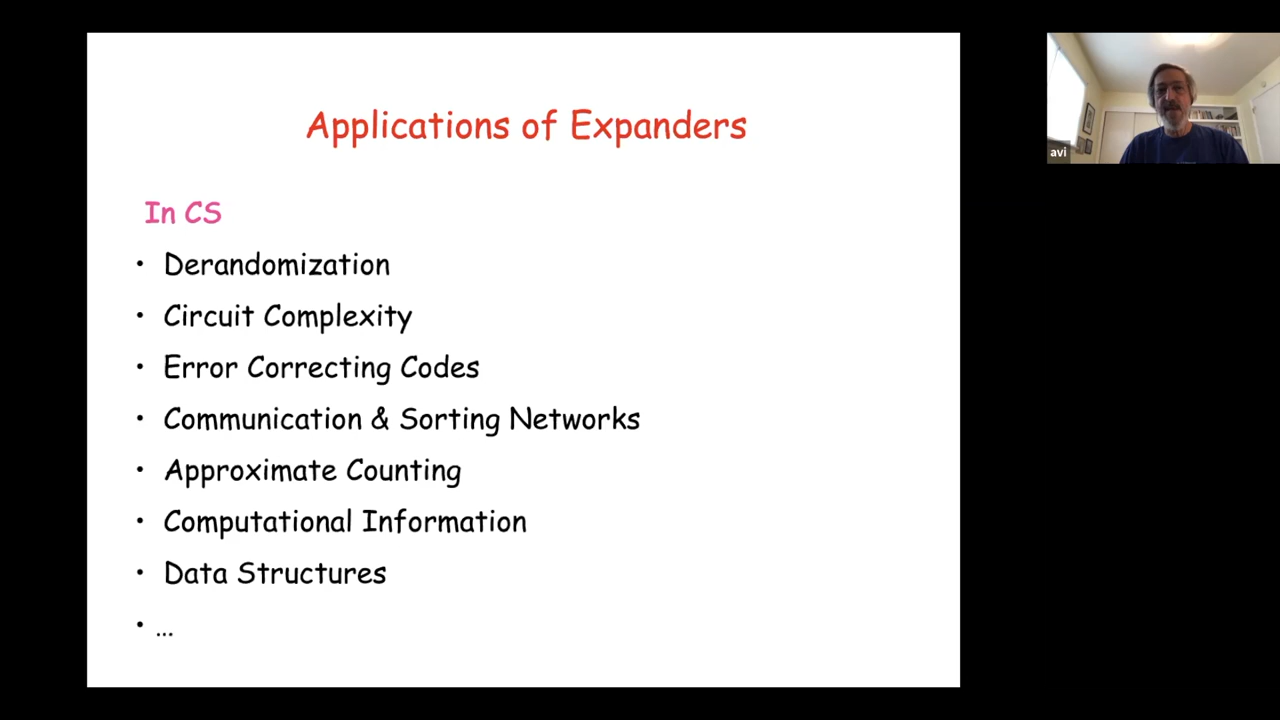 Applications of Expanders
avi
In CS
• Derandomization
• Circuit Complexity
• Error Correcting Codes
• Communication & Sorting Networks
• Approximate Counting
• Computational Information
• Data Structures
• ...